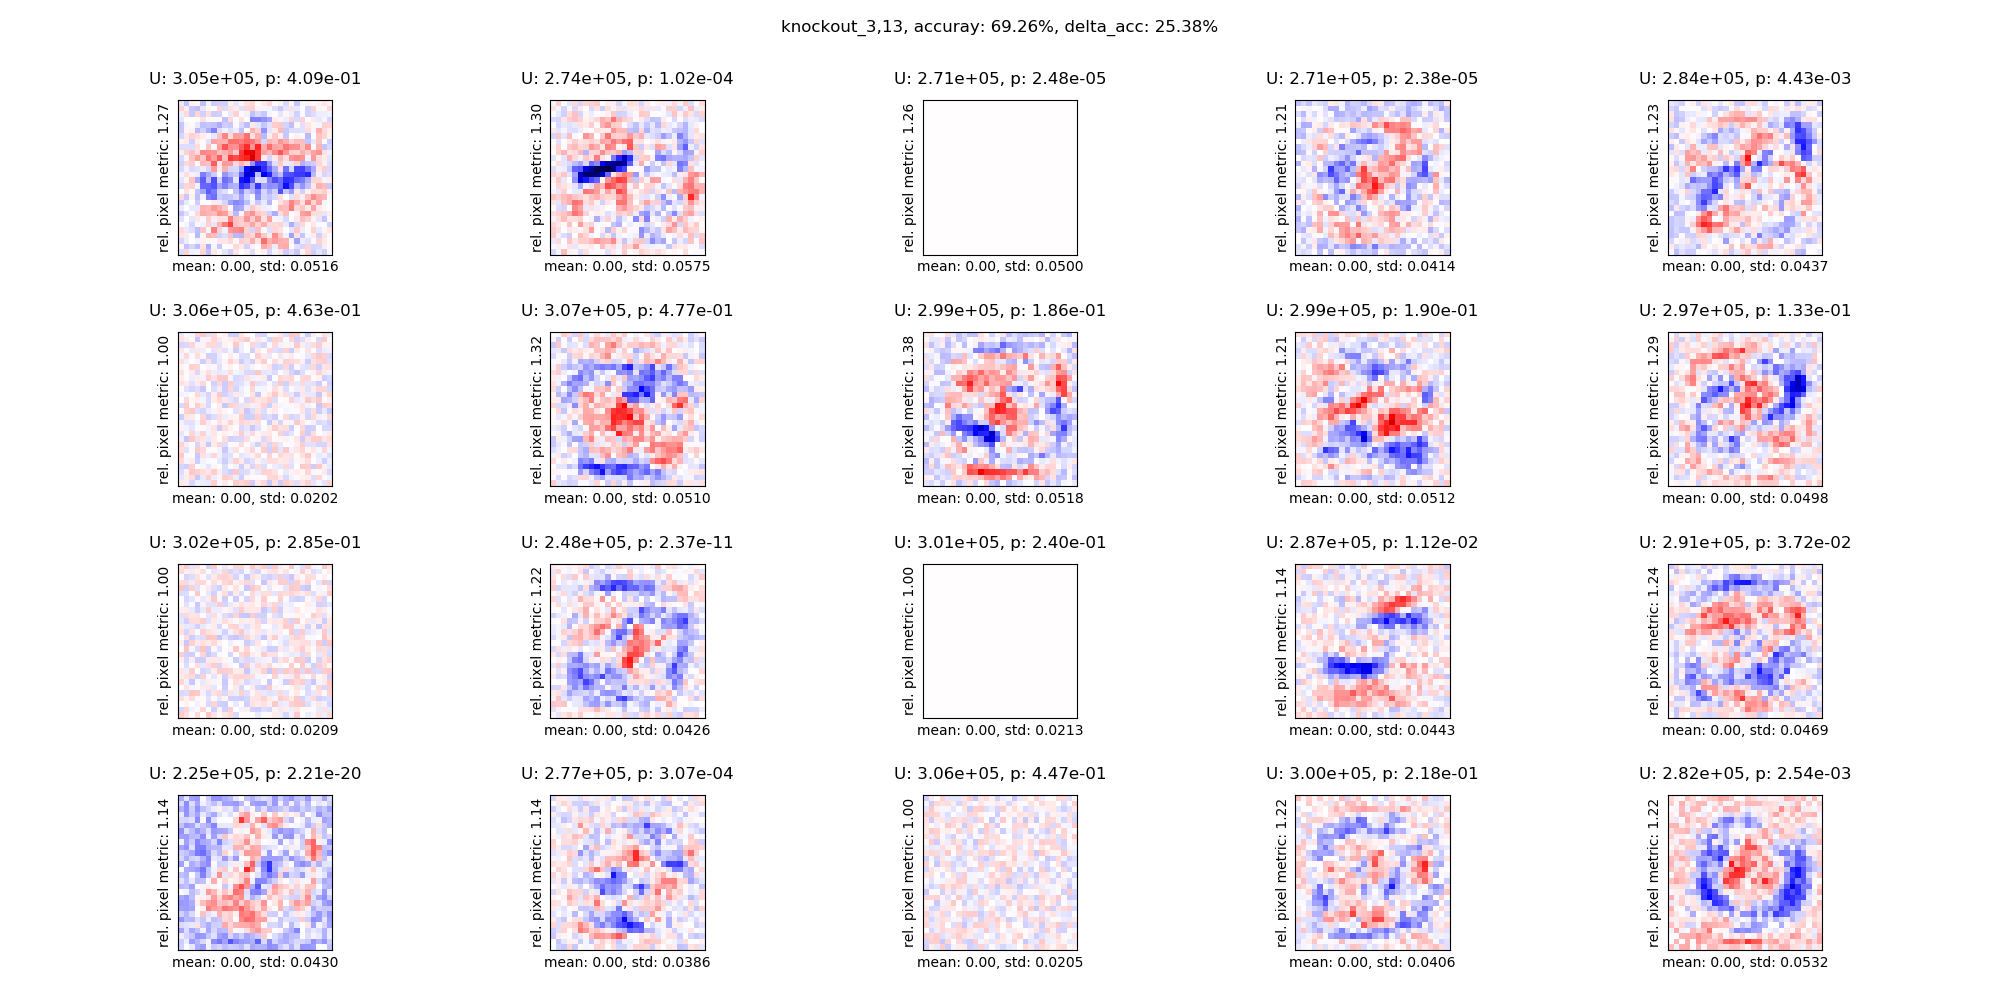 knockout_3,13, accuray: 69.26%, delta_acc: 25.38%
U: 3.05e+05, p: 4.09e-01
rel. pixel metric: 1.27
mean: 0.00, std: 0.0516
U: 2.74e+05, p: 1.02e-04
rel. pixel metric: 1.30
mean: 0.00, std: 0.0575
U: 2.71e+05, p: 2.48e-05
rel. pixel metric: 1.26
mean: 0.00, std: 0.0500
U: 2.71e+05, p: 2.38e-05
rel. pixel metric: 1.21
mean: 0.00, std: 0.0414
U: 2.84e+05, p: 4.43e-03
rel. pixel metric: 1.23
mean: 0.00, std: 0.0437
U: 3.06e+05, p: 4.63e-01
rel. pixel metric: 1.00
mean: 0.00, std: 0.0202
U: 3.07e+05, p: 4.77e-01
rel. pixel metric: 1.32
mean: 0.00, std: 0.0510
U: 2.99e+05, p: 1.86e-01
rel. pixel metric: 1.38
mean: 0.00, std: 0.0518
U: 2.99e+05, p: 1.90e-01
rel. pixel metric: 1.21
mean: 0.00, std: 0.0512
U: 2.97e+05, p: 1.33e-01
rel. pixel metric: 1.29
mean: 0.00, std: 0.0498
U: 3.02e+05, p: 2.85e-01
rel. pixel metric: 1.00
mean: 0.00, std: 0.0209
U: 2.48e+05, p: 2.37e-11
rel. pixel metric: 1.22
mean: 0.00, std: 0.0426
U: 3.01e+05, p: 2.40e-01
rel. pixel metric: 1.00
mean: 0.00, std: 0.0213
U: 2.87e+05, p: 1.12e-02
rel. pixel metric: 1.14
mean: 0.00, std: 0.0443
U: 2.91e+05, p: 3.72e-02
rel. pixel metric: 1.24
mean: 0.00, std: 0.0469
U: 2.25e+05, p: 2.21e-20
rel. pixel metric: 1.14
mean: 0.00, std: 0.0430
U: 2.77e+05, p: 3.07e-04
rel. pixel metric: 1.14
mean: 0.00, std: 0.0386
U: 3.06e+05, p: 4.47e-01
rel. pixel metric: 1.00
mean: 0.00, std: 0.0205
U: 3.00e+05, p: 2.18e-01
rel. pixel metric: 1.22
mean: 0.00, std: 0.0406
U: 2.82e+05, p: 2.54e-03
rel. pixel metric: 1.22
mean: 0.00, std: 0.0532